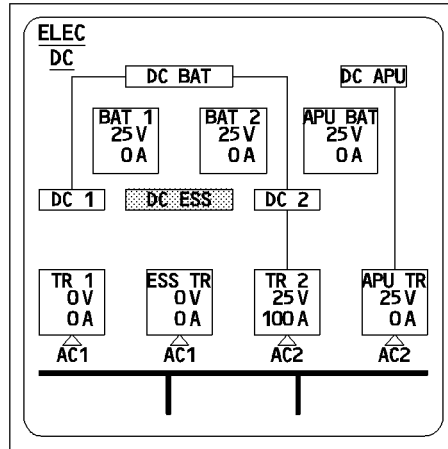 ELEC
DC
DC BAT
DC APU
BAT 1
25 V
0 A
BAT 2
25 V
0 A
APU BAT
25 V
0 A
DC 1
DC ESS
DC 2
TR 1
0 V
0 A
ESS TR
0 V
0 A
TR 2
25 V
100 A
APU TR
25 V
0 A
AC1
AC1
AC2
AC2